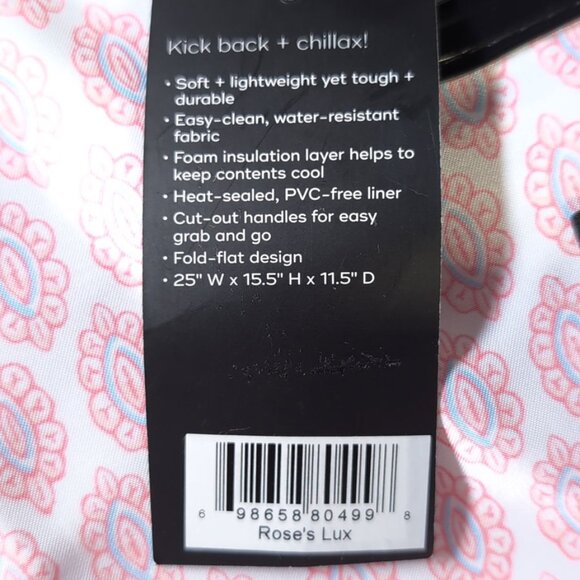 Kick back + chillax!
• Soft + lightweight yet tough +
durable
• Easy-clean, water-resistant
fabric
• Foam insulation layer helps to
keep contents cool
• Heat-sealed, PVC-free liner
• Cut-out handles for easy
grab and go
• Fold-flat design
• 25" W x 15.5" H x 11.5" D
6 98658 80499 8
Rose's Lux